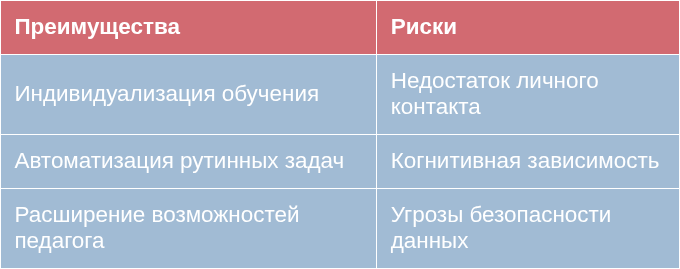 Преимущества
Риски
Индивидуализация обучения
Недостаток личного
контакта
Автоматизация рутинных задач
Когнитивная зависимость
Расширение возможностей
педагога
Угрозы безопасности
данных